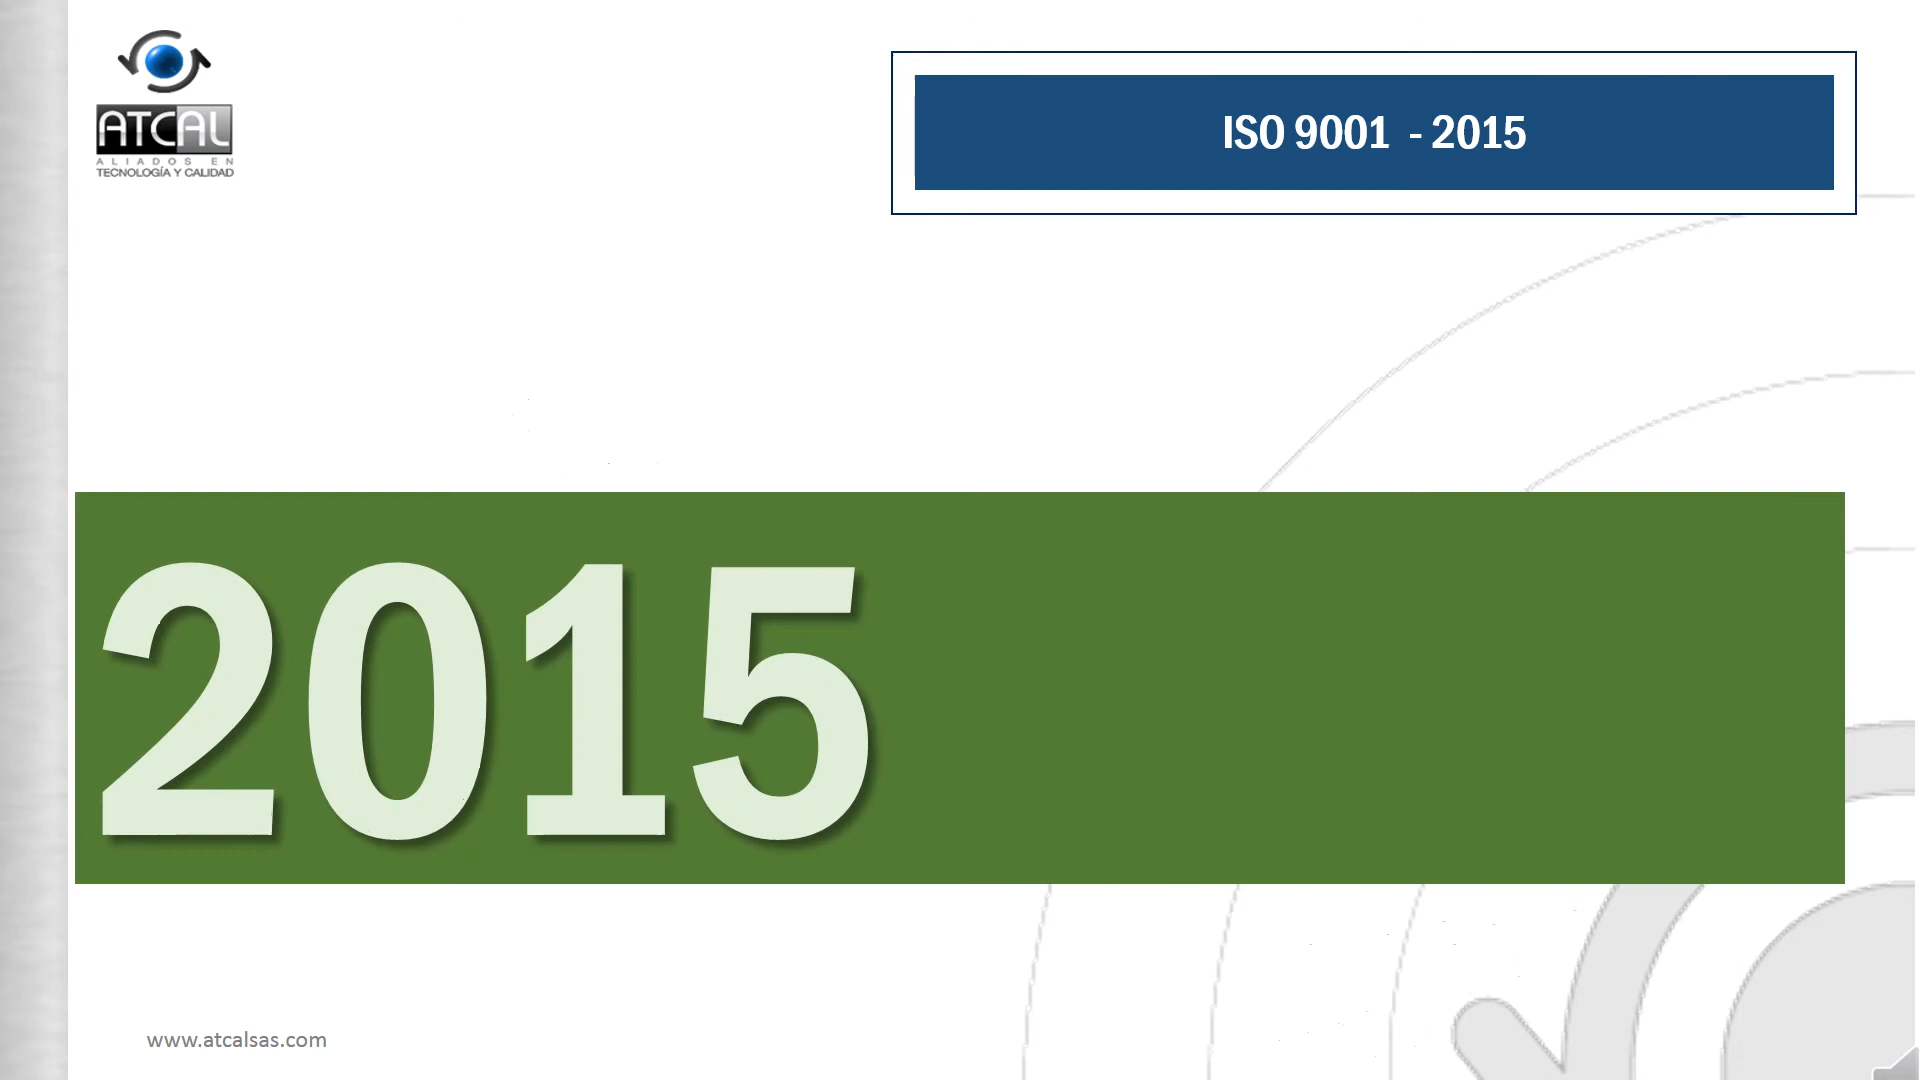 ATCAL
ALIADOS EN
TECNOLOGÍA Y CALIDAD
ISO 9001 - 2015
2015
www.atcalsas.com